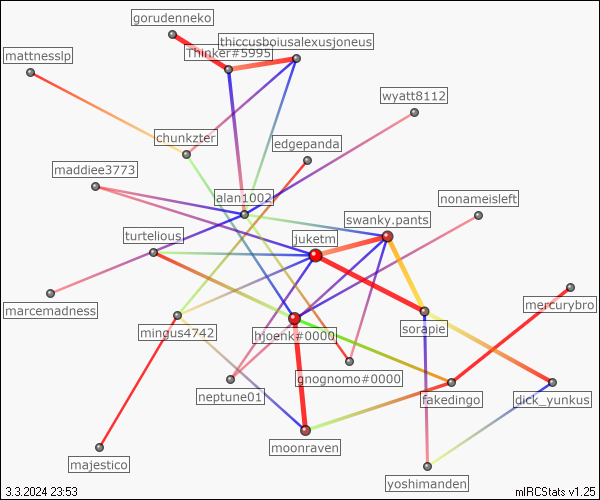 gorudenneko
thiccusboiusalexusjoneus
Thinker#5995
mattnesslp
wyatt8112
chunkzter
edgepanda
maddiee3773
alan1002
nonameisleft
swanky.pants
turtelious
juketm
marcemadness
mercurybro
mingus4742
hjoenk#0000
sorapie
gnognomo#0000
neptune01
fakedingo
dick_yunkus
moonraven
majestico
yoshimanden
3.3.2024 23:53
mIRCStats v1.25